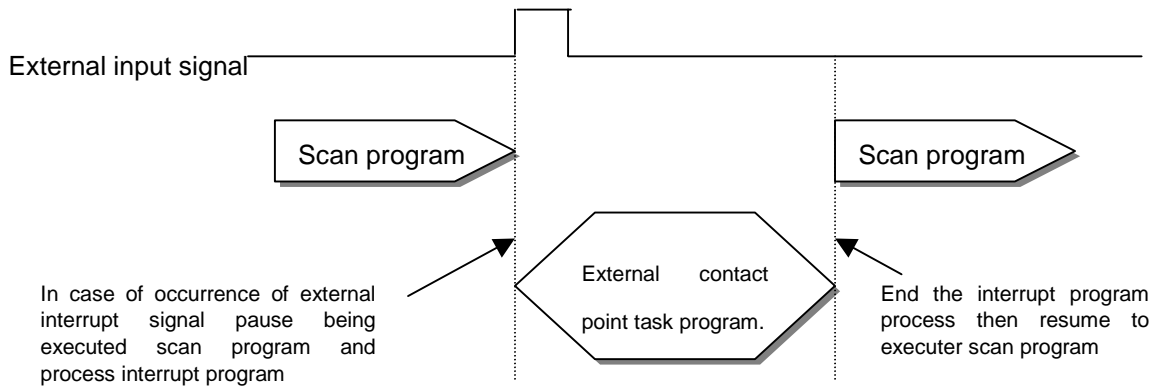 External input signal
Scan program
Scan program
External contact
point task program.
In case of occurrence of external
interrupt signal pause being
executed scan program and
process interrupt program
End the interrupt program
process then resume to
executer scan program